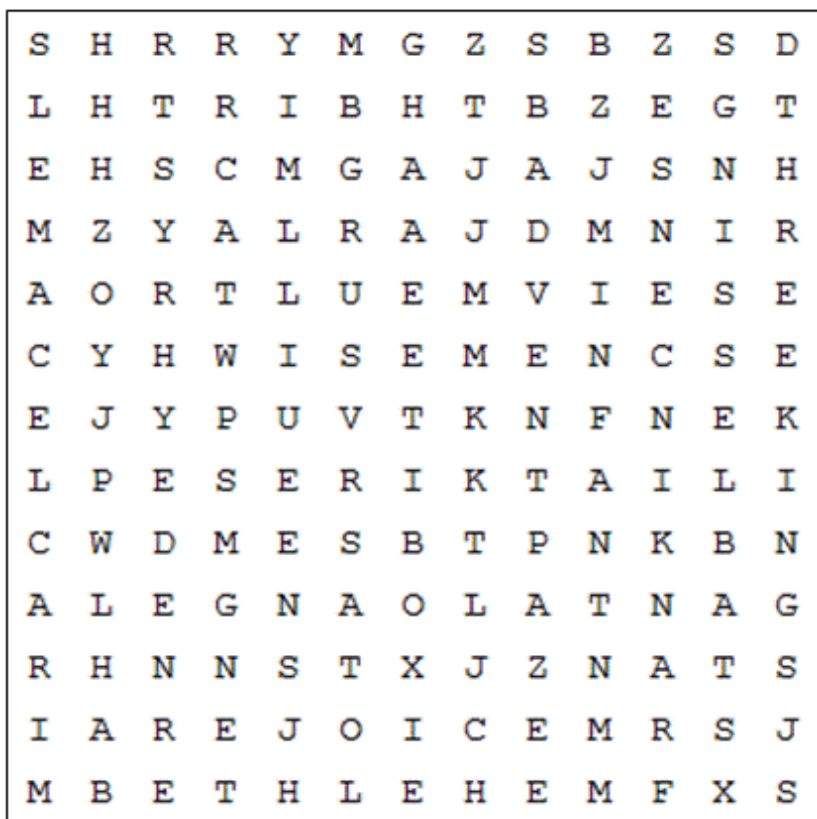 S H R R Y M G Z S B Z S D
L H T R I B H T B Z E G T
E H S C M G A J A J S N H
M Z Y A L R A J D M N I R
A O R T L U E M V I E S E
C Y H W I S E M E N C S E
E J Y P U V T K N F N E K
L P E S E R I K T A I L I
C W D M E S B T P N K B N
A L E G N A O L A T N A G
R H N N S T X J Z N A T S
I A R E J O I C E M R S J
M B E T H L E H E M F X S